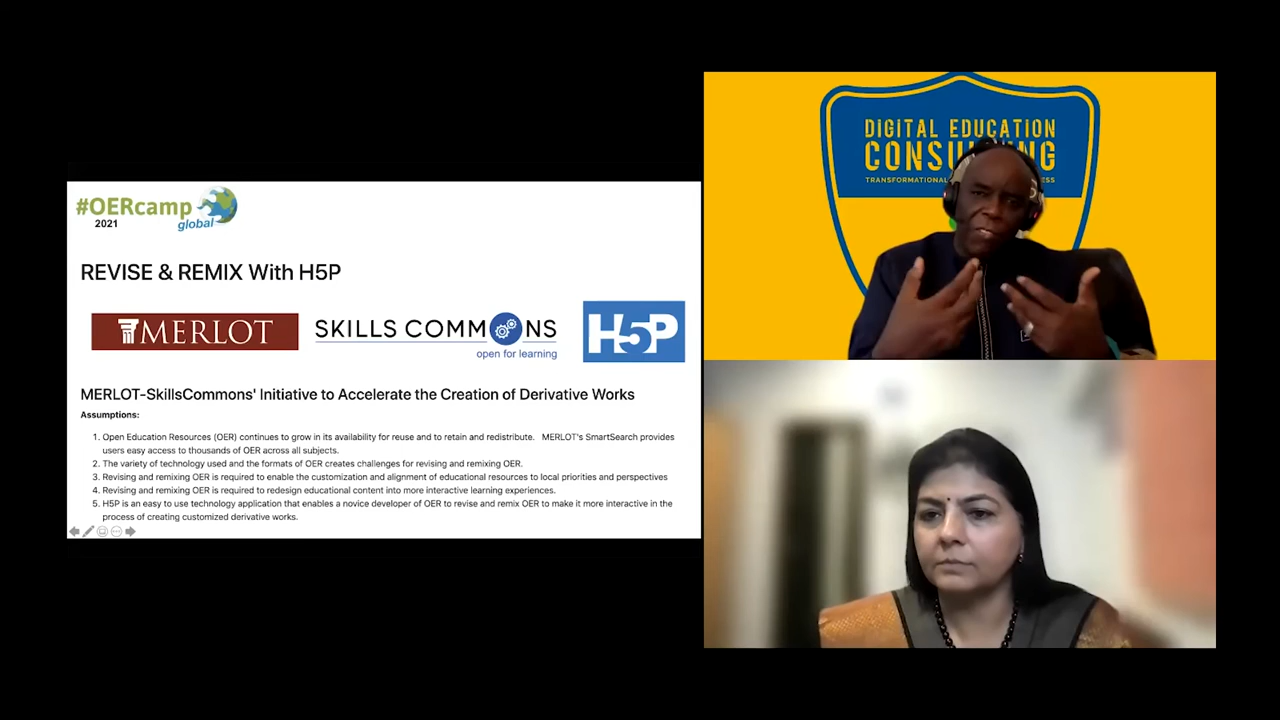 #OERcamp
2021 global
REVISE & REMIX With H5P
MERLOT
SKILLS COMMONS
open for learning
H5P
MERLOT-SkillsCommons' Initiative to Accelerate the Creation of Derivative Works
Assumptions:
1. Open Education Resources (OER) continues to grow in its availability for reuse and to retain and redistribute. MERLOT's SmartSearch provides
users easy access to thousands of OER across all subjects.
2. The variety of technology used and the formats of OER creates challenges for revising and remixing OER.
3. Revising and remixing OER is required to enable the customization and alignment of educational resources to local priorities and perspectives
4. Revising and remixing OER is required to redesign educational content into more interactive learning experiences.
5. H5P is an easy to use technology application that enables a novice developer of OER to revise and remix OER to make it more interactive in the
process of creating customized derivative works.
DIGITAL EDUCATION
TRANSFORMATIONAL